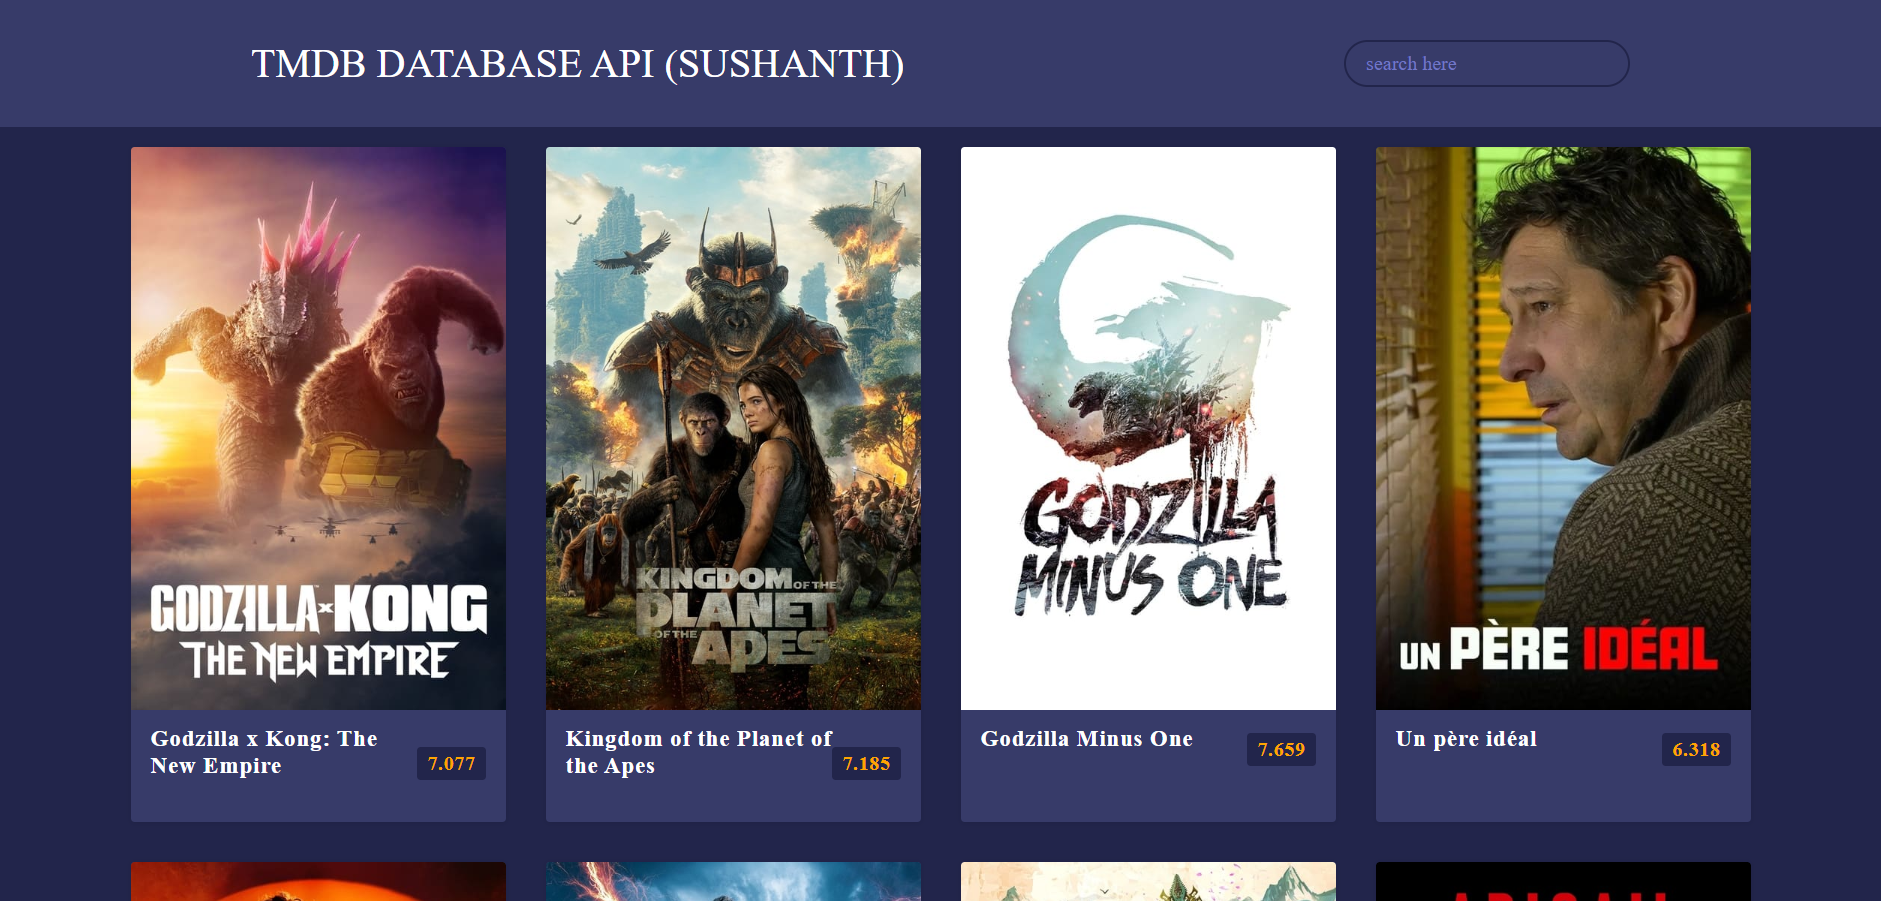 TMDB DATABASE API (SUSHANTH)
search here
GODZILLA x KONG
THE NEW EMPIRE
KINGDOM OF THE
PLANET
OF THE APES
GODZILLA
MINUS ONE
UN PÈRE IDÉAL
Godzilla x Kong: The
New Empire
7.077
Kingdom of the Planet of
the Apes
7.185
Godzilla Minus One
7.659
Un père idéal
6.318